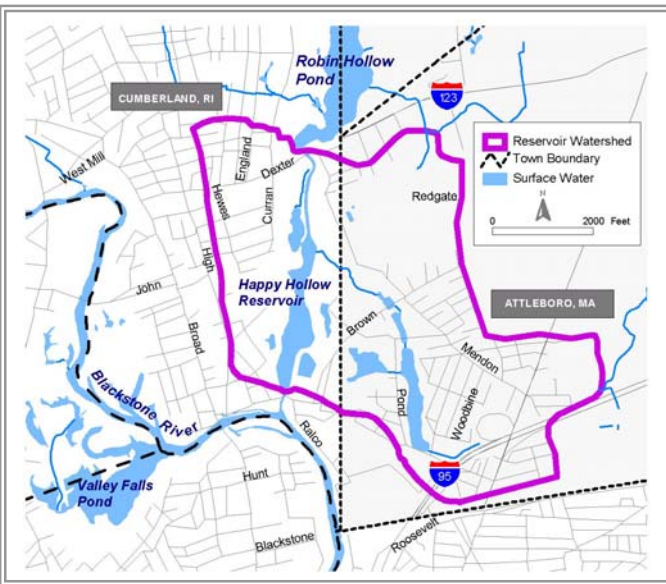 Robin Hollow
Pond
CUMBERLAND, RI
123
Reservoir Watershed
Town Boundary
Surface Water
N
0 2000 Feet
West Mill
England
Dexter
Hewes
Curran
Redgate
High
Happy Hollow
Reservoir
John
ATTLEBORO, MA
Brown
Broad
Mendon
Pond
Woodbine
Blackstone River
Ralco
Hunt
95
Valley Falls
Pond
Roosevelt
Blackstone